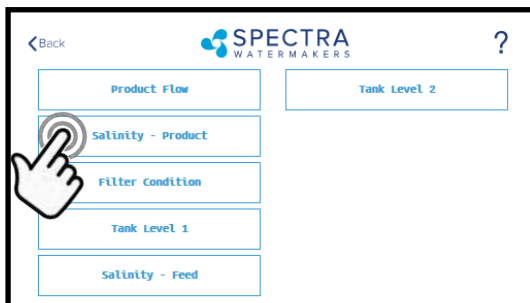 Back
SPECTRA
WATERMAKERS
?
Product Flow
Tank Level 2
Salinity - Product
Filter Condition
Tank Level 1
Salinity - Feed